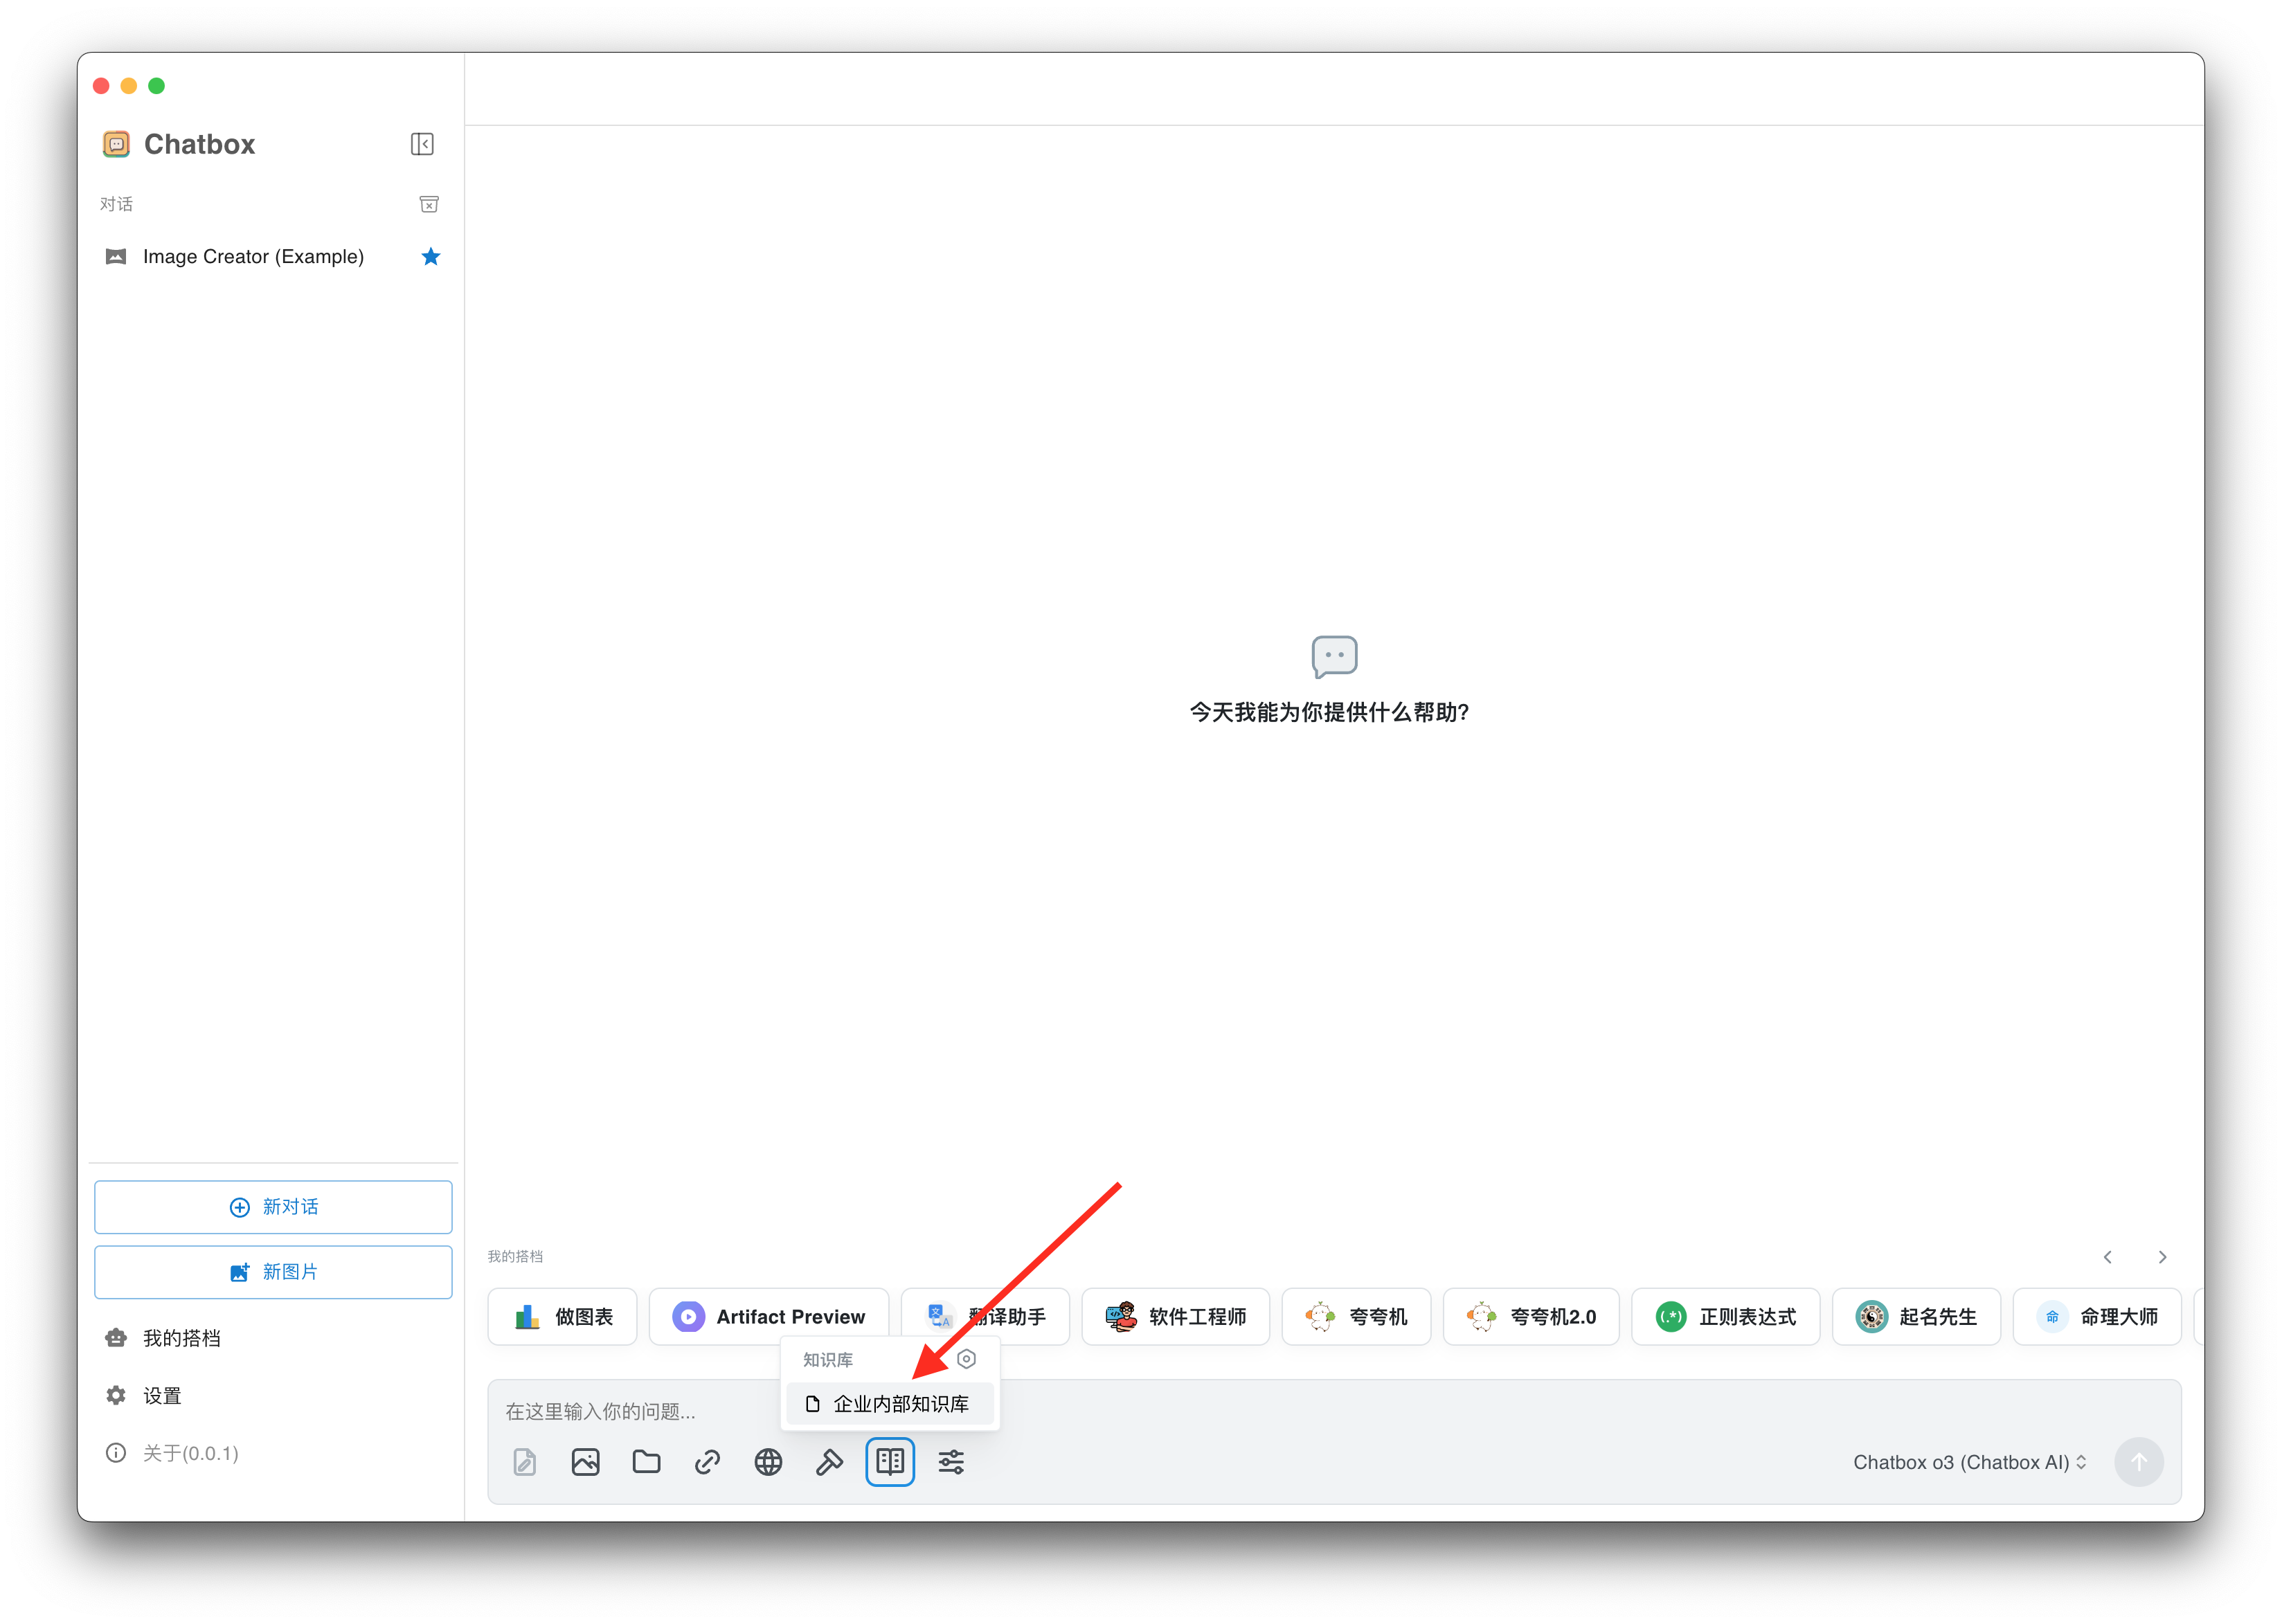 Chatbox
对话
Image Creator (Example)
今天我能为你提供什么帮助?
新对话
新图片
我的搭档
设置
关于(0.0.1)
我的搭档
做图表
Artifact Preview
翻译助手
软件工程师
夸夸机
夸夸机2.0
(.*) 正则表达式
起名先生
命 命理大师
知识库
企业内部知识库
在这里输入你的问题...
Chatbox o3 (Chatbox AI)